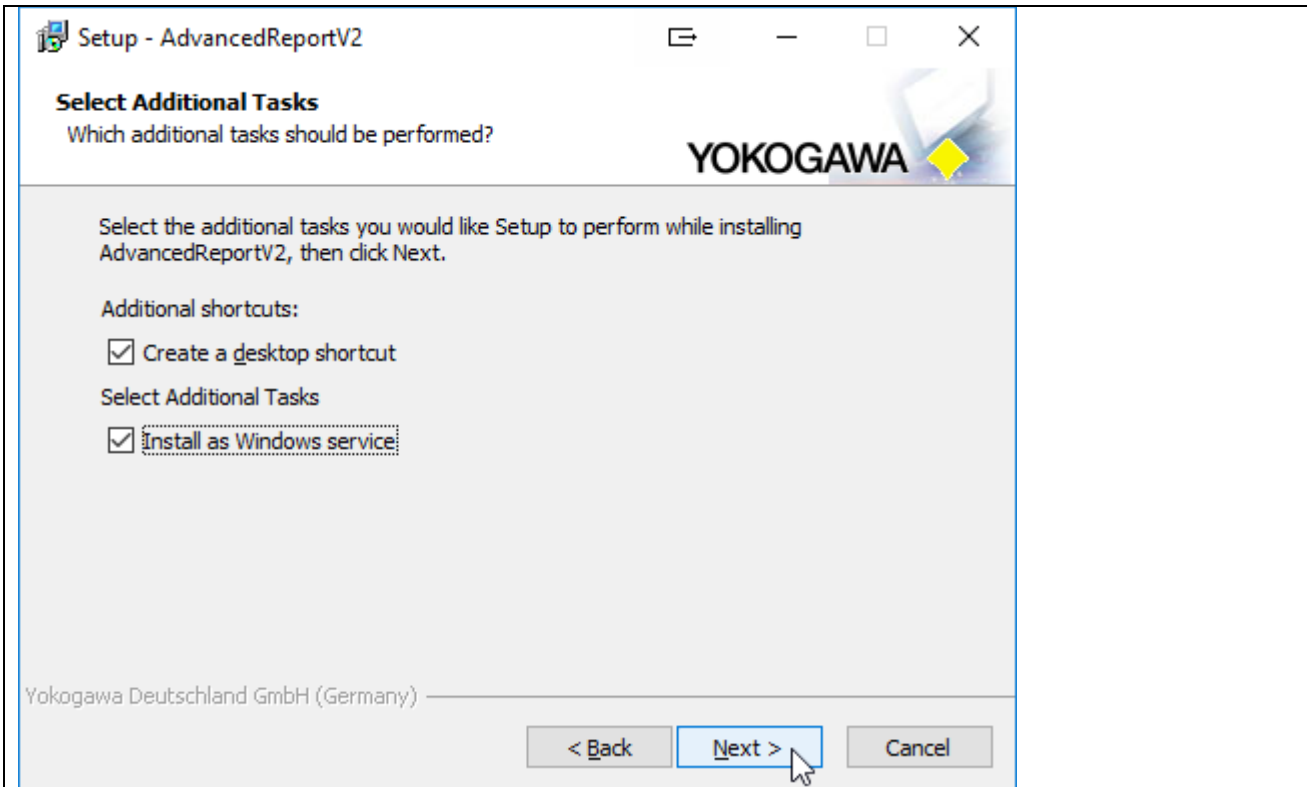 Setup - AdvancedReportV2
Select Additional Tasks
Which additional tasks should be performed?
YOKOGAWA
Select the additional tasks you would like Setup to perform while installing
AdvancedReportV2, then click Next.
Additional shortcuts:
Create a desktop shortcut
Select Additional Tasks
Install as Windows service
Yokogawa Deutschland GmbH (Germany)
< Back Next > Cancel